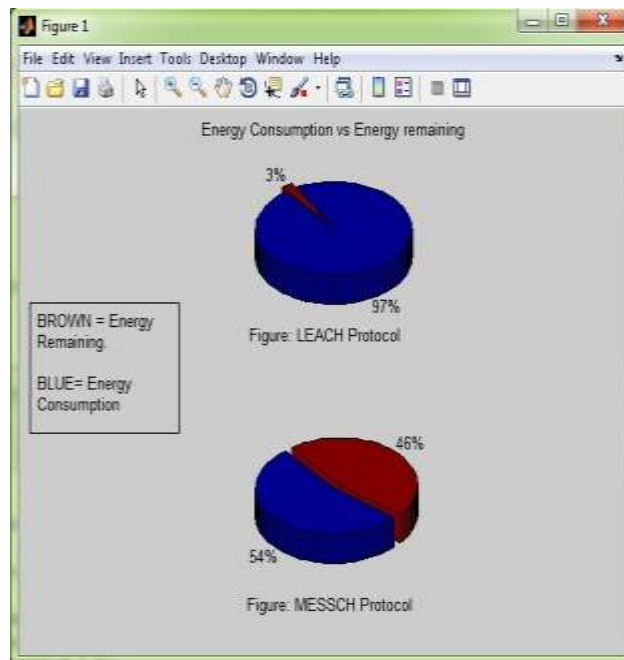 Figure 1
File Edit View Insert Tools Desktop Window Help
Energy Consumption vs Energy remaining
3%
97%
Figure: LEACH Protocol
BROWN = Energy
Remaining.
BLUE= Energy
Consumption
46%
54%
Figure: MESSCH Protocol